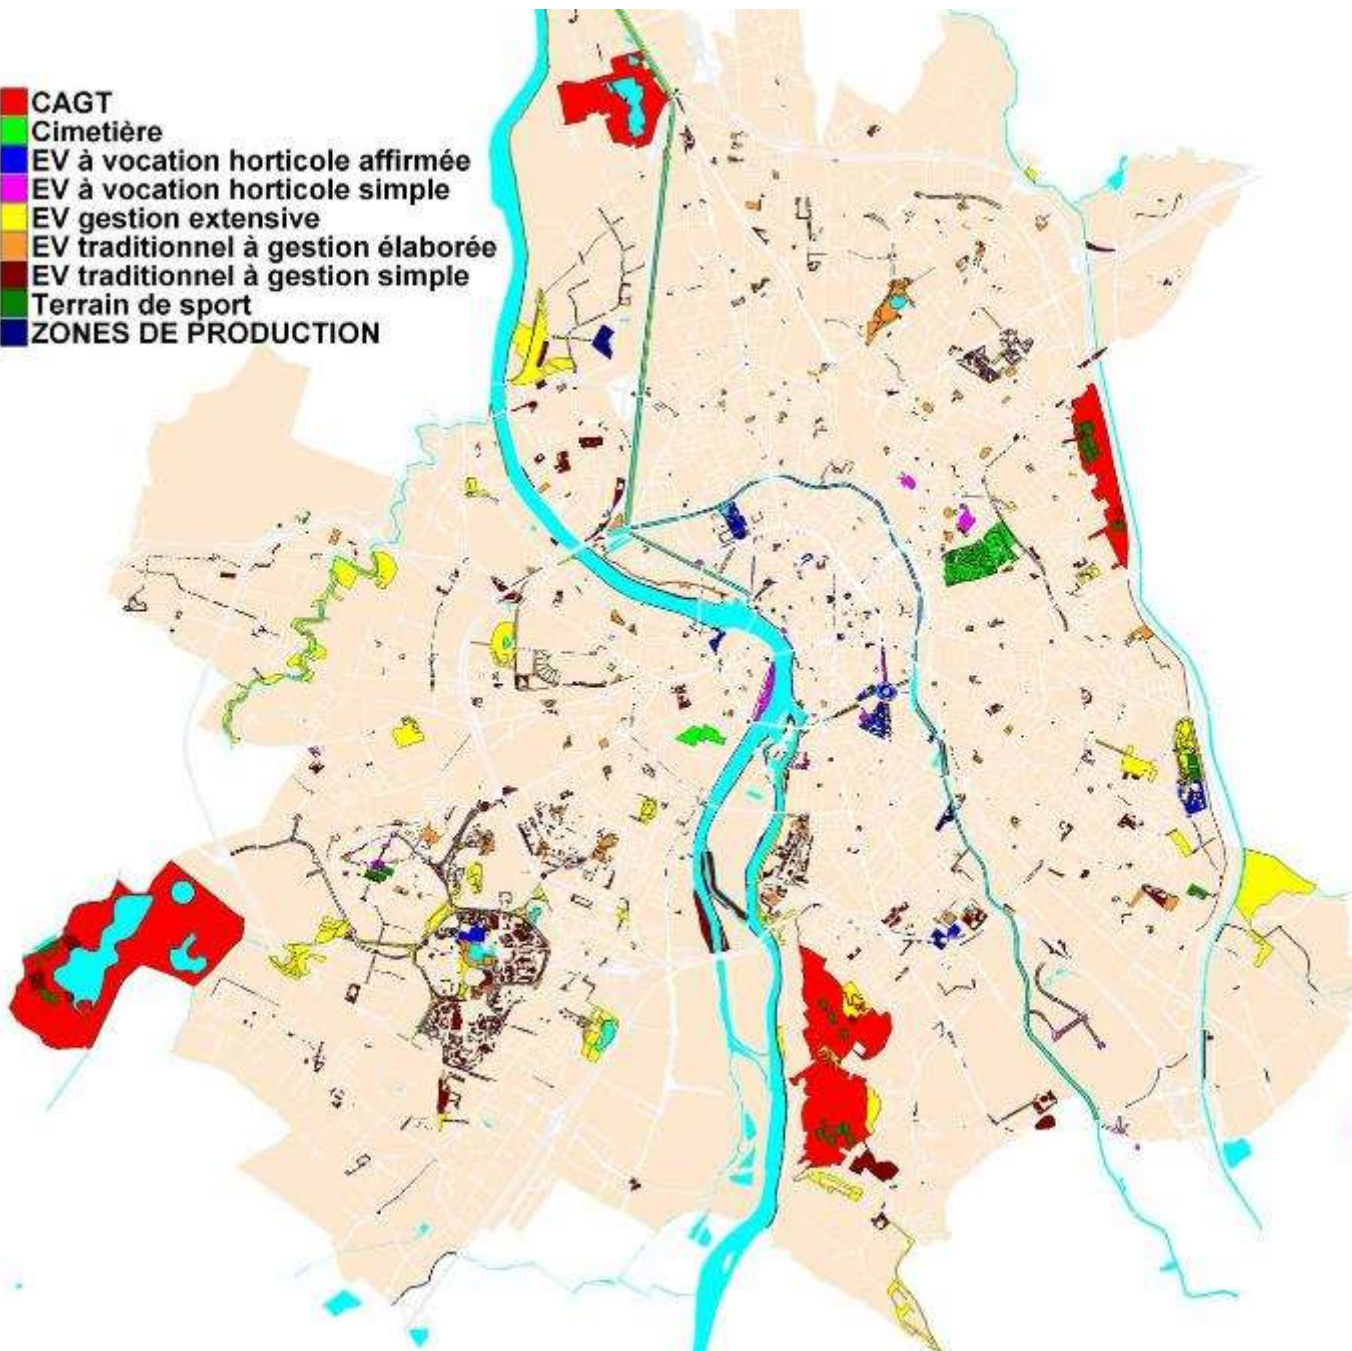 CAGT
Cimetière
EV à vocation horticole affirmée
EV à vocation horticole simple
EV gestion extensive
EV traditionnel à gestion élaborée
EV traditionnel à gestion simple
Terrain de sport
ZONES DE PRODUCTION